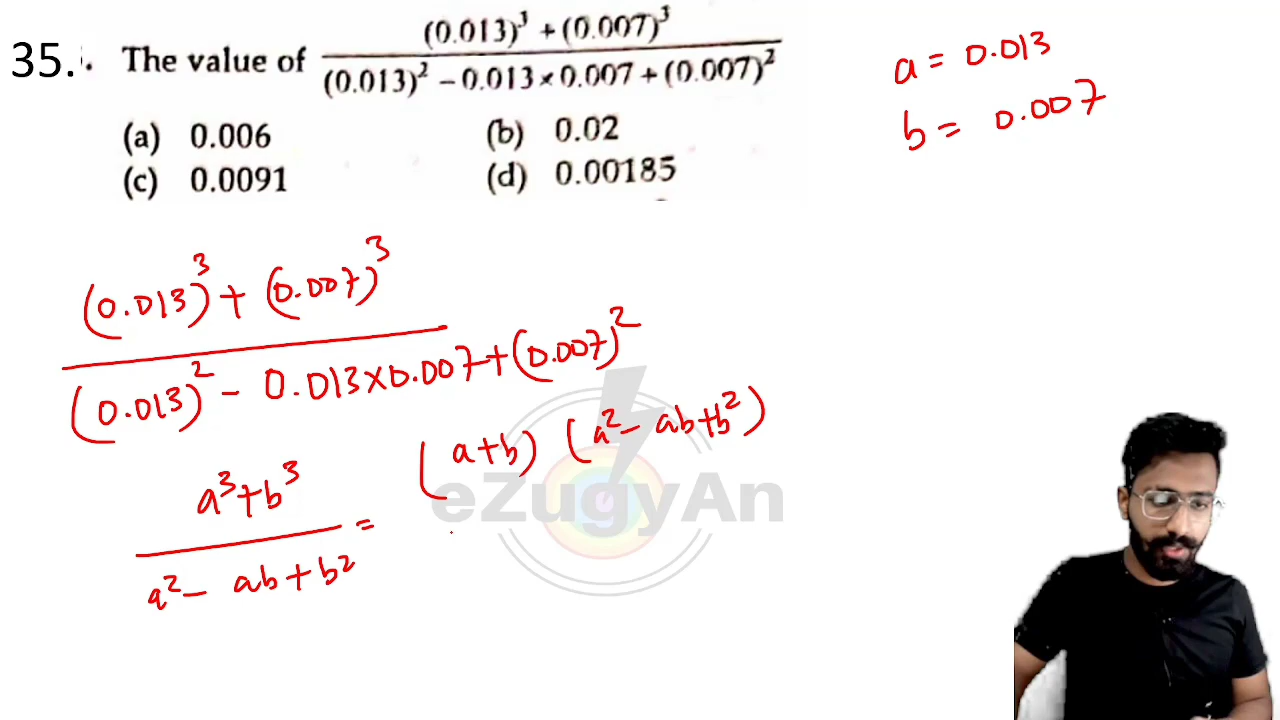 35. The value of (0.013)³ + (0.007)³ / (0.013)² − 0.013 × 0.007 + (0.007)²
(a) 0.006 (b) 0.02
(c) 0.0091 (d) 0.00185
a = 0.013
b = 0.007
(0.013)³ + (0.007)³
(0.013)² − 0.013×0.007+(0.007)²
a³+b³ / a² − ab + b² = (a+b) (a² − ab + b²)
eZugyAn